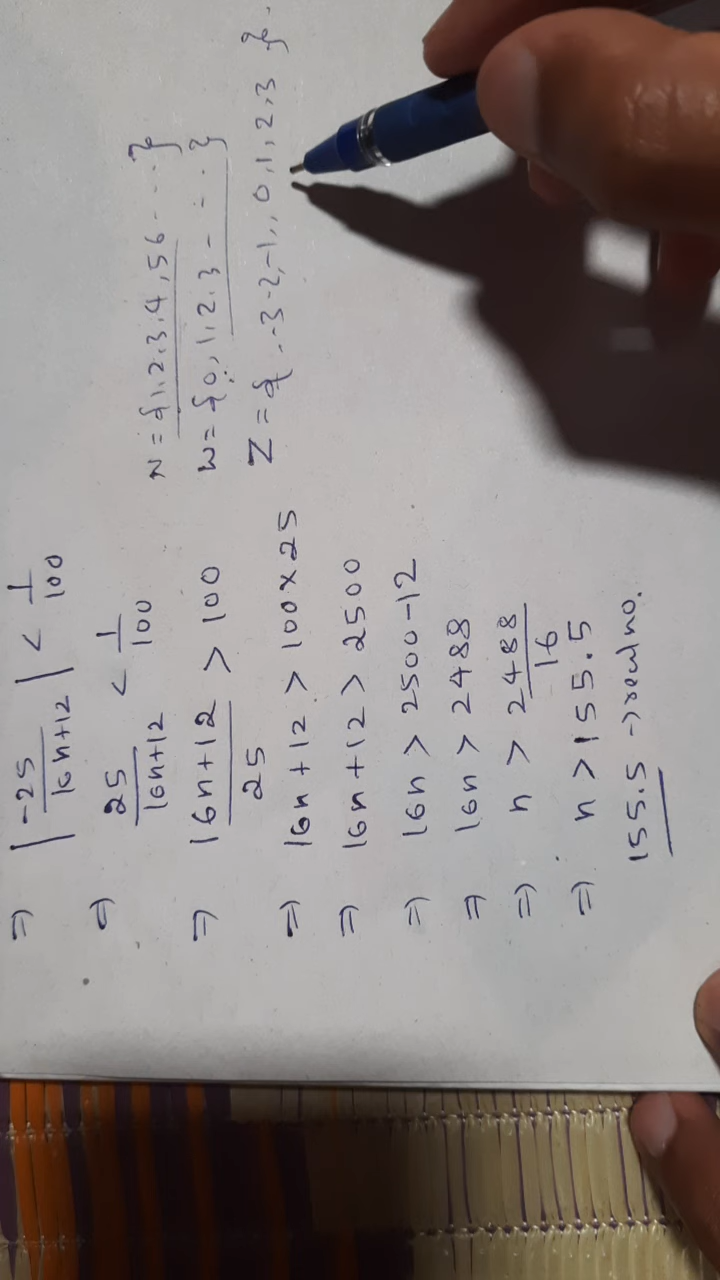 ⇒ | -25/16n+12 | < 1/100
⇒ 25/16n+12 < 1/100
⇒ 16n+12/25 > 100
⇒ 16n+12 > 100×25
⇒ 16n+12 > 2500
⇒ 16n > 2500-12
⇒ 16n > 2488
⇒ n > 2488/16
⇒ n > 155.5
155.5 → real no.
N = {1,2,3,4,5 6 - - - }
W = {0,1,2,3 - - - . }
Z = { . . -3 -2,-1,, 0,1,2,3 } .